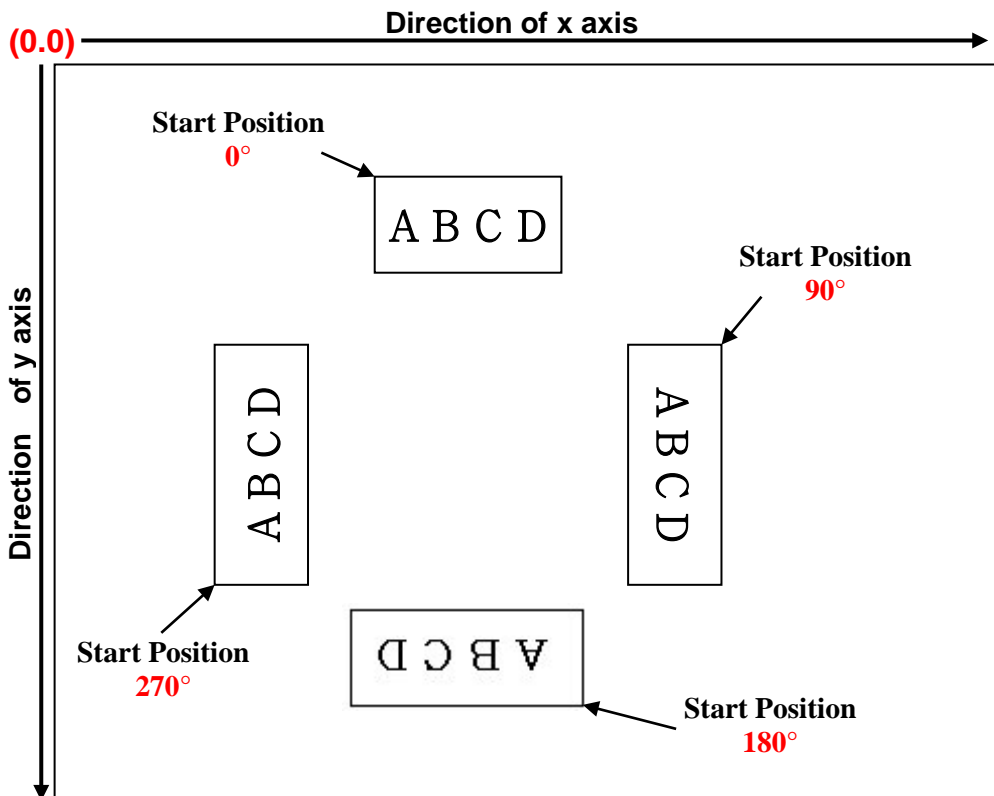 Direction of x axis
(0.0)
Start Position
0°
A B C D
Start Position
90°
Direction of y axis
A B C D
A B C D
Start Position
270°
A B C D
Start Position
180°